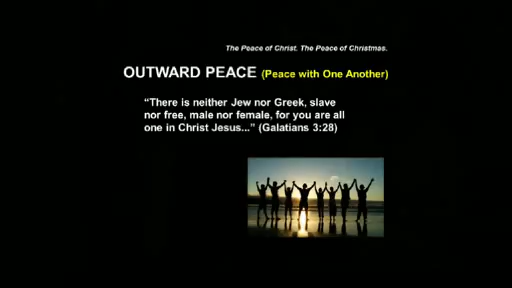 The Peace of Christ. The Peace of Christmas.
OUTWARD PEACE (Peace with One Another)
“There is neither Jew nor Greek, slave
nor free, male nor female, for you are all
one in Christ Jesus...” (Galatians 3:28)